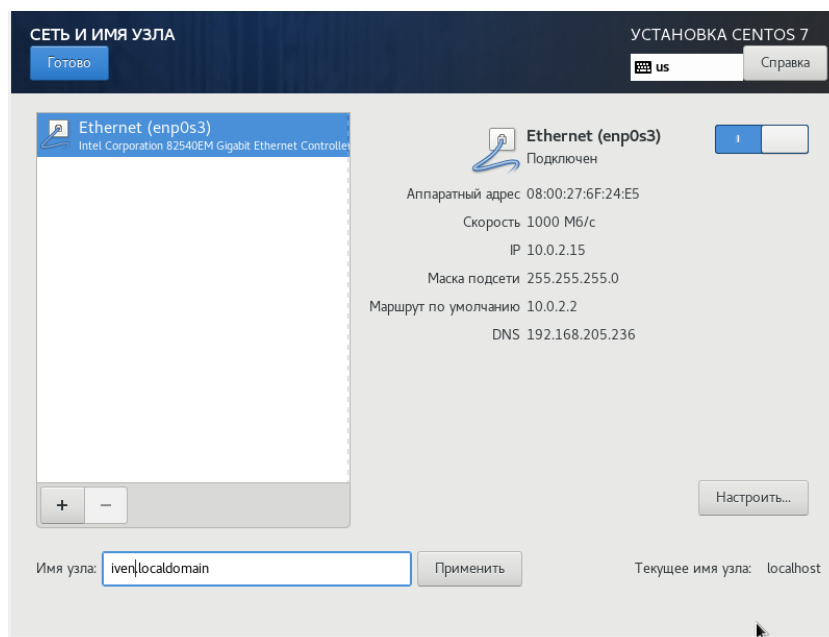 СЕТЬ И ИМЯ УЗЛА
УСТАНОВКА CENTOS 7
Готово
us
Справка
Ethernet (enp0s3)
Intel Corporation 82540EM Gigabit Ethernet Controlle
Ethernet (enp0s3)
Подключен
Аппаратный адрес 08:00:27:6F:24:E5
Скорость 1000 Мб/с
IP 10.0.2.15
Маска подсети 255.255.255.0
Маршрут по умолчанию 10.0.2.2
DNS 192.168.205.236
+ −
Настроить...
Имя узла: iven.localdomain Применить Текущее имя узла: localhost